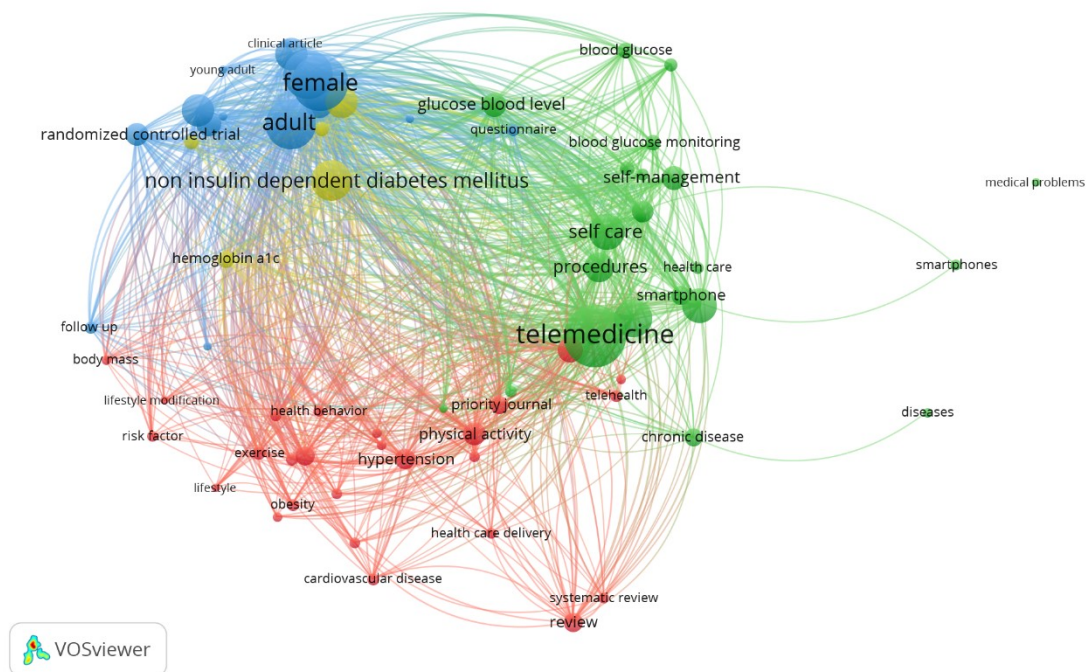 clinical article
blood glucose
young adult
female
glucose blood level
adult
questionnaire
randomized controlled trial
blood glucose monitoring
non insulin dependent diabetes mellitus
self-management
medical problems
self care
hemoglobin a1c
procedures
health care
smartphones
smartphone
follow up
telemedicine
body mass
lifestyle modification
health behavior
priority journal
telehealth
diseases
risk factor
physical activity
chronic disease
exercise
hypertension
lifestyle
obesity
health care delivery
cardiovascular disease
systematic review
review
VOSviewer